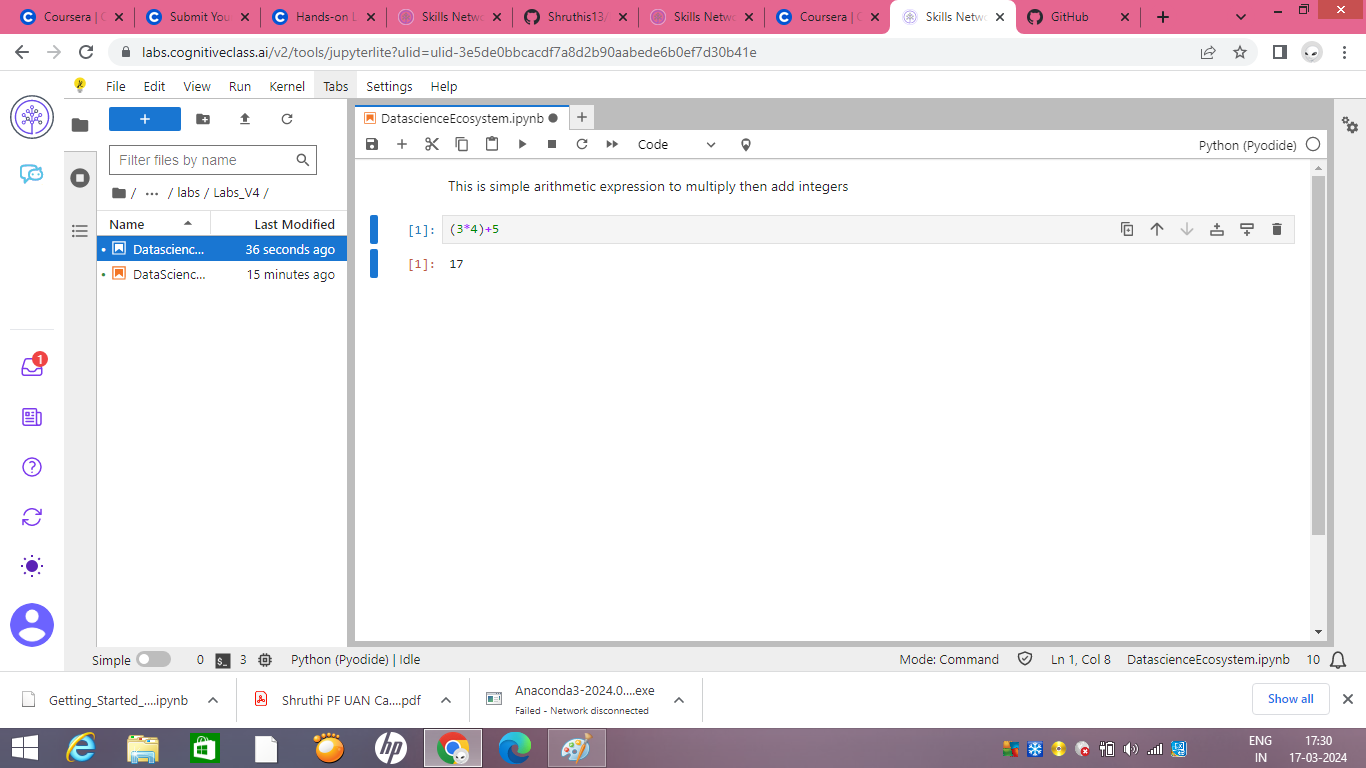 Coursera | C
Submit You
Hands-on L
Skills Netwo
Shruthis13/
Skills Netwo
Coursera | C
Skills Netwo
GitHub
labs.cognitiveclass.ai/v2/tools/jupyterlite?ulid=ulid-3e5de0bbcacdf7a8d2b90aabede6b0ef7d30b41e
File Edit View Run Kernel Tabs Settings Help
+
DatascienceEcosystem.ipynb
Filter files by name
Code
Python (Pyodide)
/ ... / labs / Labs_V4 /
This is simple arithmetic expression to multiply then add integers
Name Last Modified
[1]: (3*4)+5
Datascienc... 36 seconds ago
[1]: 17
DataScienc... 15 minutes ago
1
Simple 0 $_ 3 Python (Pyodide) | Idle
Mode: Command Ln 1, Col 8 DatascienceEcosystem.ipynb 10
Getting_Started_....ipynb
Shruthi PF UAN Ca....pdf
Anaconda3-2024.0....exe
Failed - Network disconnected
Show all
hp
ENG
IN
17:30
17-03-2024